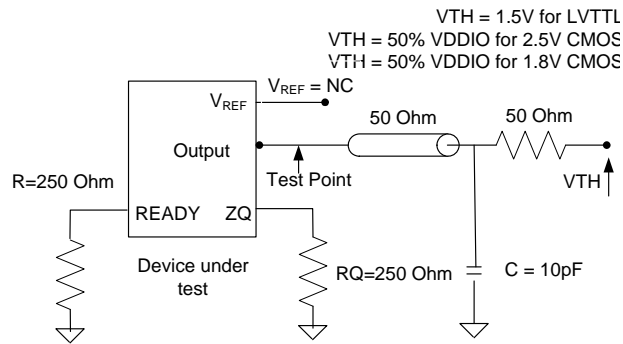 VTH = 1.5V for LVTTL
VTH = 50% VDDIO for 2.5V CMOS
VTH = 50% VDDIO for 1.8V CMOS
VREF = NC
VREF
50 Ohm
50 Ohm
Output
Test Point
VTH
R=250 Ohm
READY
ZQ
Device under
test
RQ=250 Ohm
C = 10pF